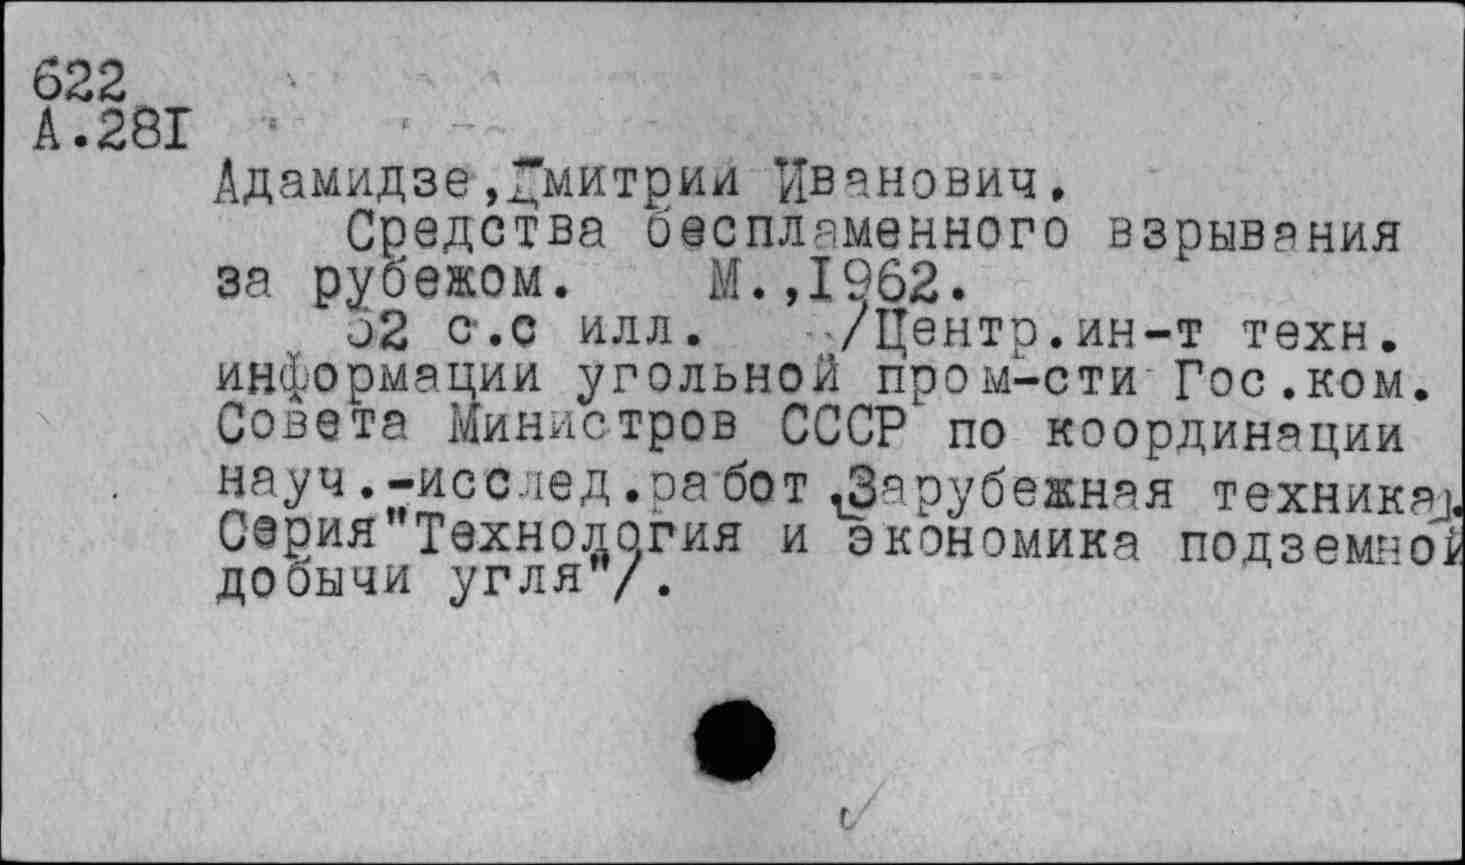 622
А.281
Адамидзе,Дмитрий Иванович.
Средства беспламенного взрывания
за рубежом. М.,1962.
52 с.с илл. /Центр.ин-т техн.
информации угольной пром-сти Гос.ком.
Совета Министров СССР по координации
науч.-исслед.работ.Зарубежная техника.
Серия"Технология и экономика подземной
добычи угля"/.